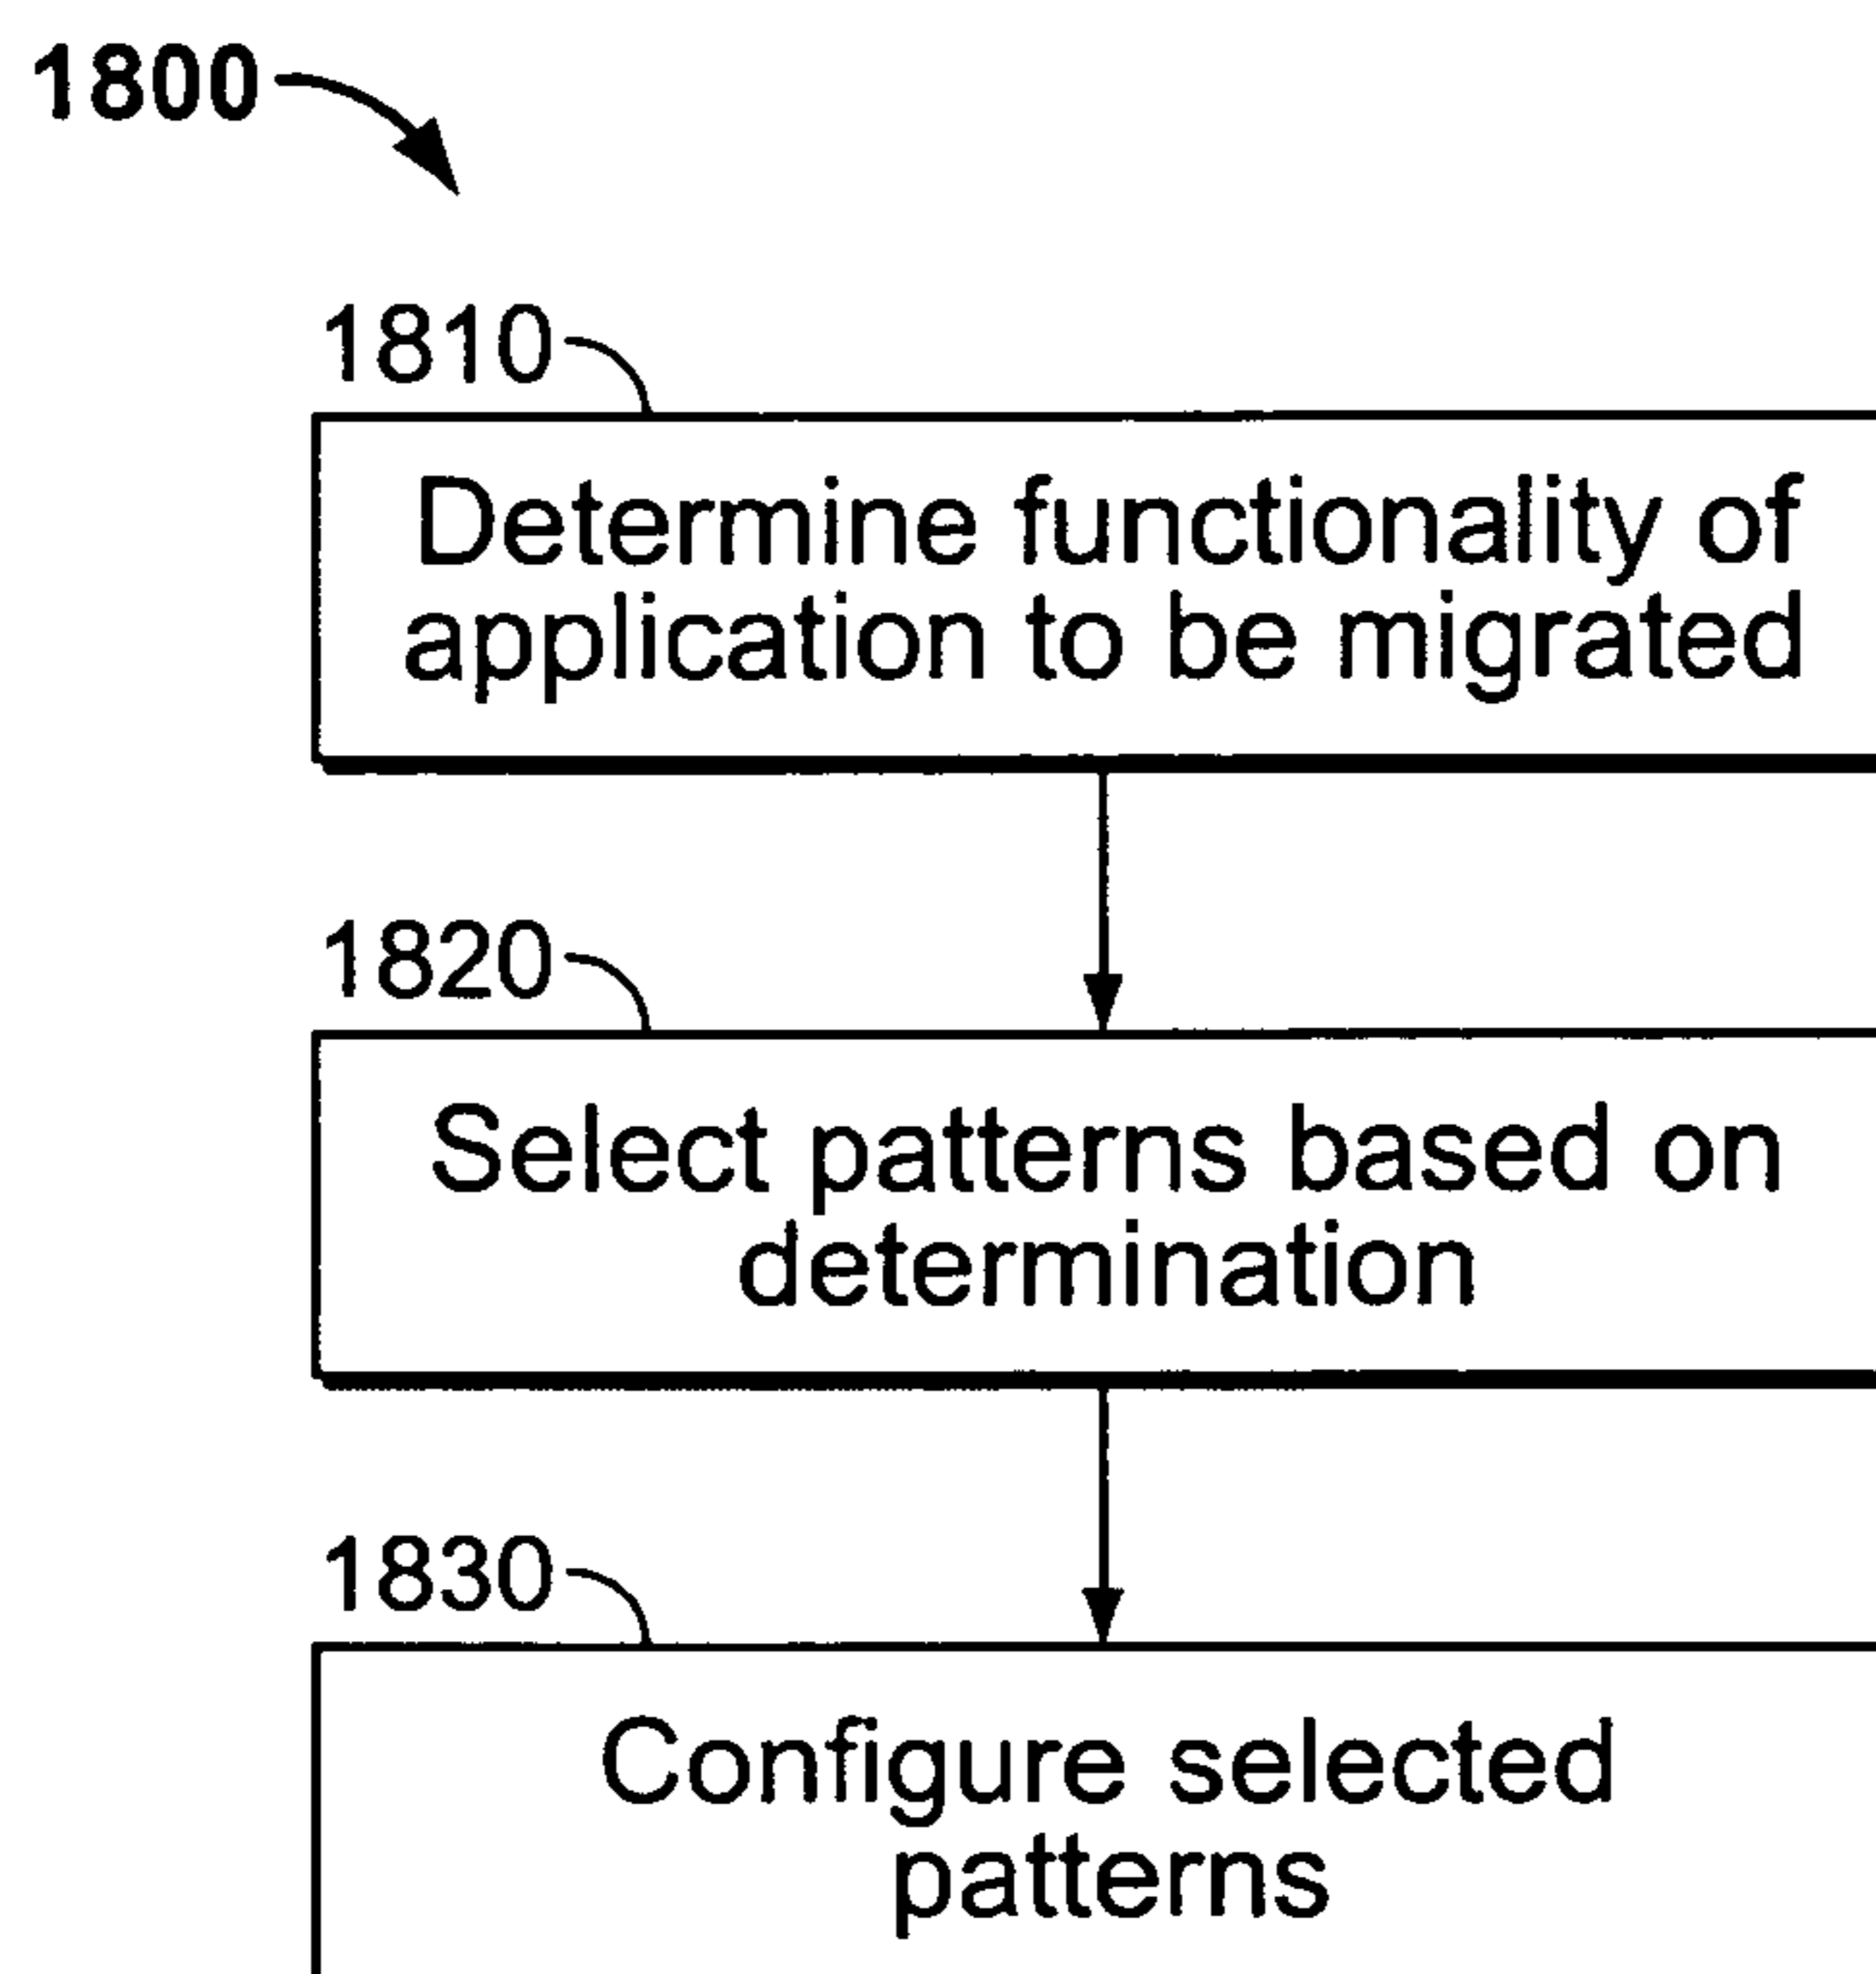 1800
1810
Determine functionality of
application to be migrated
1820
Select patterns based on
determination
1830
Configure selected
patterns